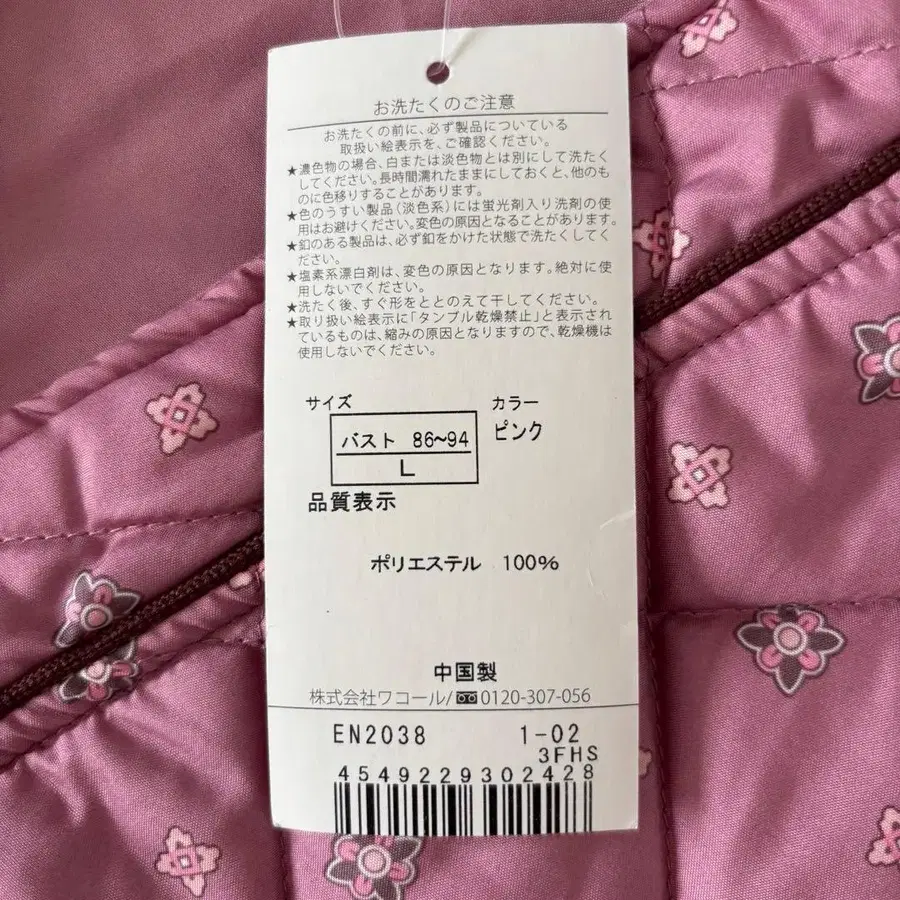 お洗たくのご注意
お洗たくの前に、必ず製品についている
取扱い絵表示を、ご確認ください。
★濃色物の場合、白または淡色物とは別にして洗たく
してください。長時間濡れたままにしておくと、他のも
のに色移りすることがあります。
★色のうすい製品（淡色系）には蛍光剤入り洗剤の使
用はお避けください。変色の原因となることがあります。
★釦のある製品は、必ず釦をかけた状態で洗たくしてく
ださい。
★塩素系漂白剤は、変色の原因となります。絶対に使
用しないでください。
★洗たく後、すぐ形をととのえて干してください。
★取り扱い絵表示に「タンブル乾燥禁止」と表示され
ているものは、縮みの原因となりますので、乾燥機は
使用しないでください。
サイズ カラー
バスト 86~94 ピンク
L
品質表示
ポリエステル 100%
中国製
株式会社ワコール/0120-307-056
EN2038 1-02
3FHS
4549229302428